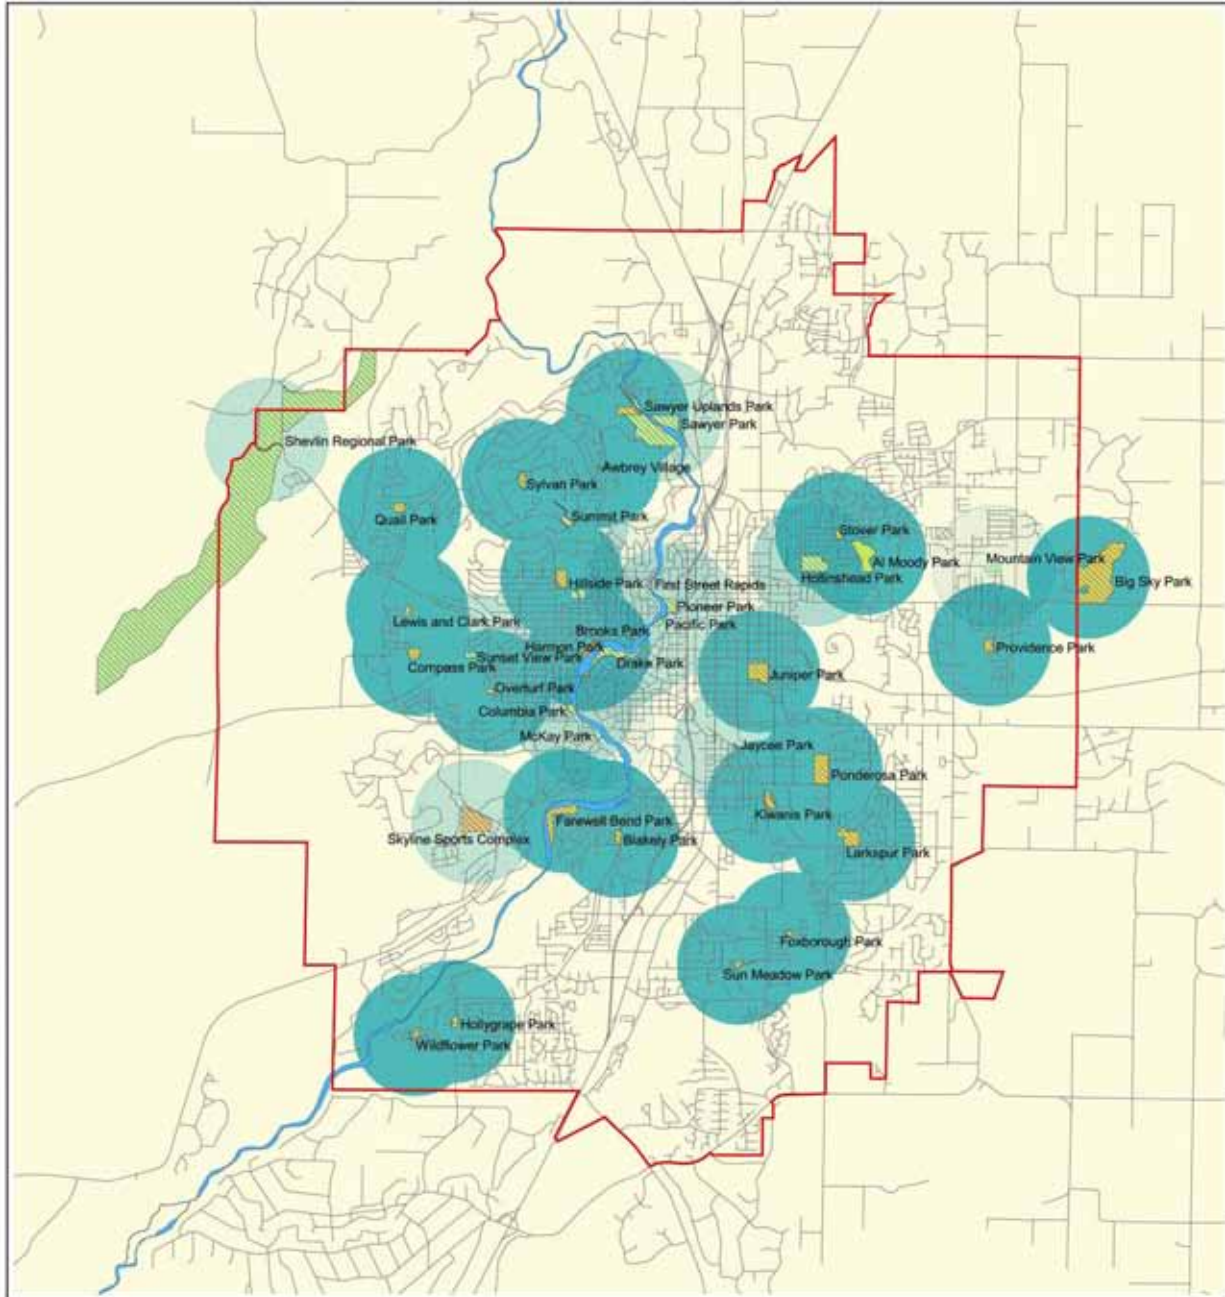 Sawyer Uplands Park
Sawyer Park
Shevlin Regional Park
Awbrey Village
Sylvan Park
Quail Park
Summit Park
Stover Park
Mountain View Park
Al Moody Park
Hollinshead Park
Big Sky Park
Hillside Park
First Street Rapids
Pioneer Park
Lewis and Clark Park
Pacific Park
Brooks Park
Harmon Park
Providence Park
Sunset View Park
Drake Park
Compass Park
Juniper Park
Overturf Park
Columbia Park
McKay Park
Jaycee Park
Ponderosa Park
Kiwanis Park
Farewell Bend Park
Skyline Sports Complex
Blakely Park
Larkspur Park
Foxborough Park
Sun Meadow Park
Hollygrape Park
Wildflower Park